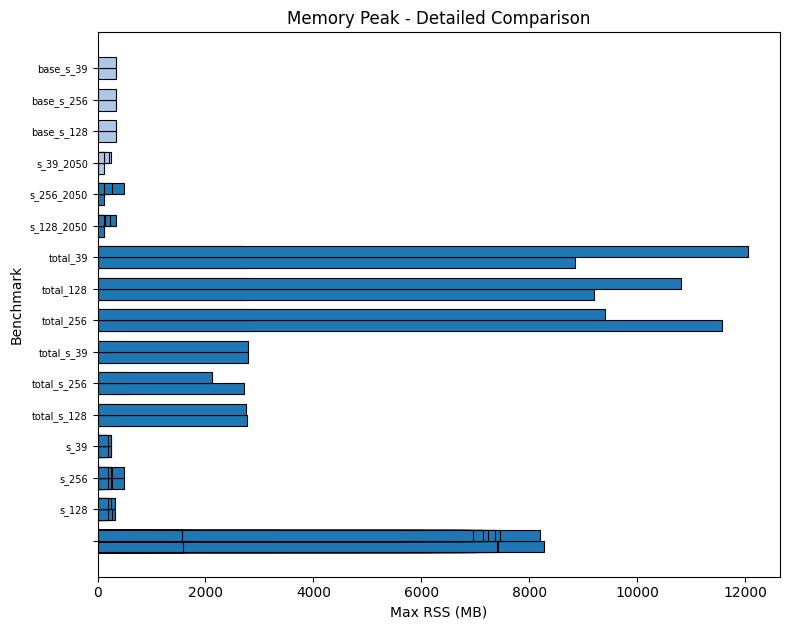 Memory Peak - Detailed Comparison
base_s_39
base_s_256
base_s_128
s_39_2050
s_256_2050
s_128_2050
total_39
total_128
total_256
total_s_39
total_s_256
total_s_128
s_39
s_256
s_128
Benchmark
0 2000 4000 6000 8000 10000 12000
Max RSS (MB)